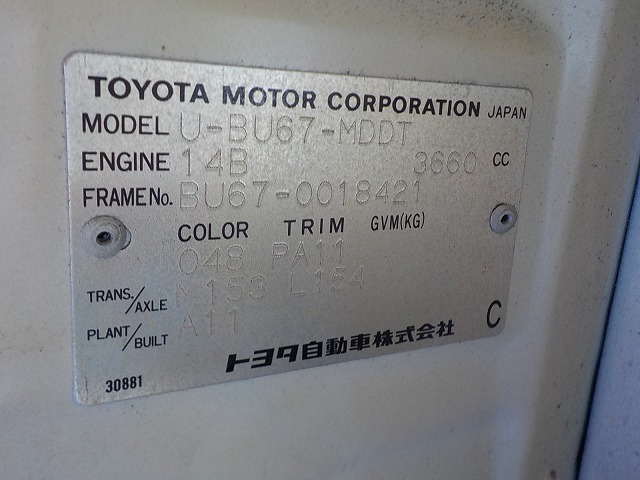 TOYOTA MOTOR CORPORATION JAPAN
MODEL U-BU67-MDDT
ENGINE 14B 3660 CC
FRAME No. BU67-0018421
COLOR TRIM GVM(KG)
048 PA11
TRANS./AXLE M153 L154
PLANT/BUILT A11
C
トヨタ自動車株式会社
30881